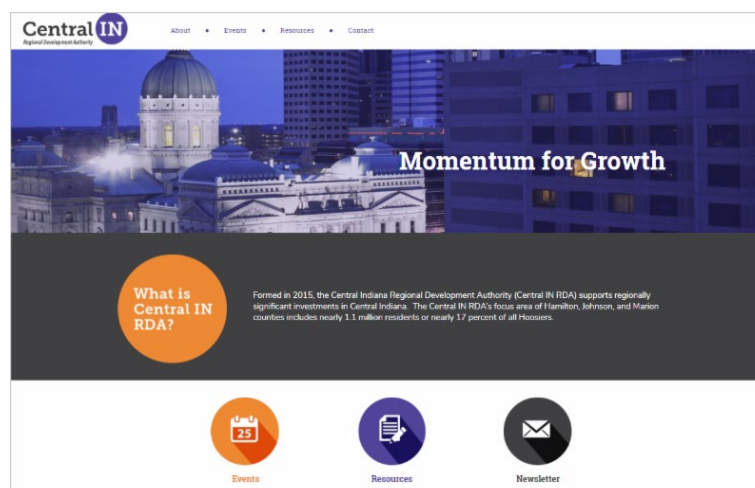 Central IN
Regional Development Authority
About • Events • Resources • Contact
Momentum for Growth
What is
Central IN
RDA?
Formed in 2015, the Central Indiana Regional Development Authority (Central IN RDA) supports regionally
significant investments in Central Indiana. The Central IN RDA's focus area of Hamilton, Johnson, and Marion
counties includes nearly 1.1 million residents or nearly 17 percent of all Hoosiers.
25
Events
Resources
Newsletter